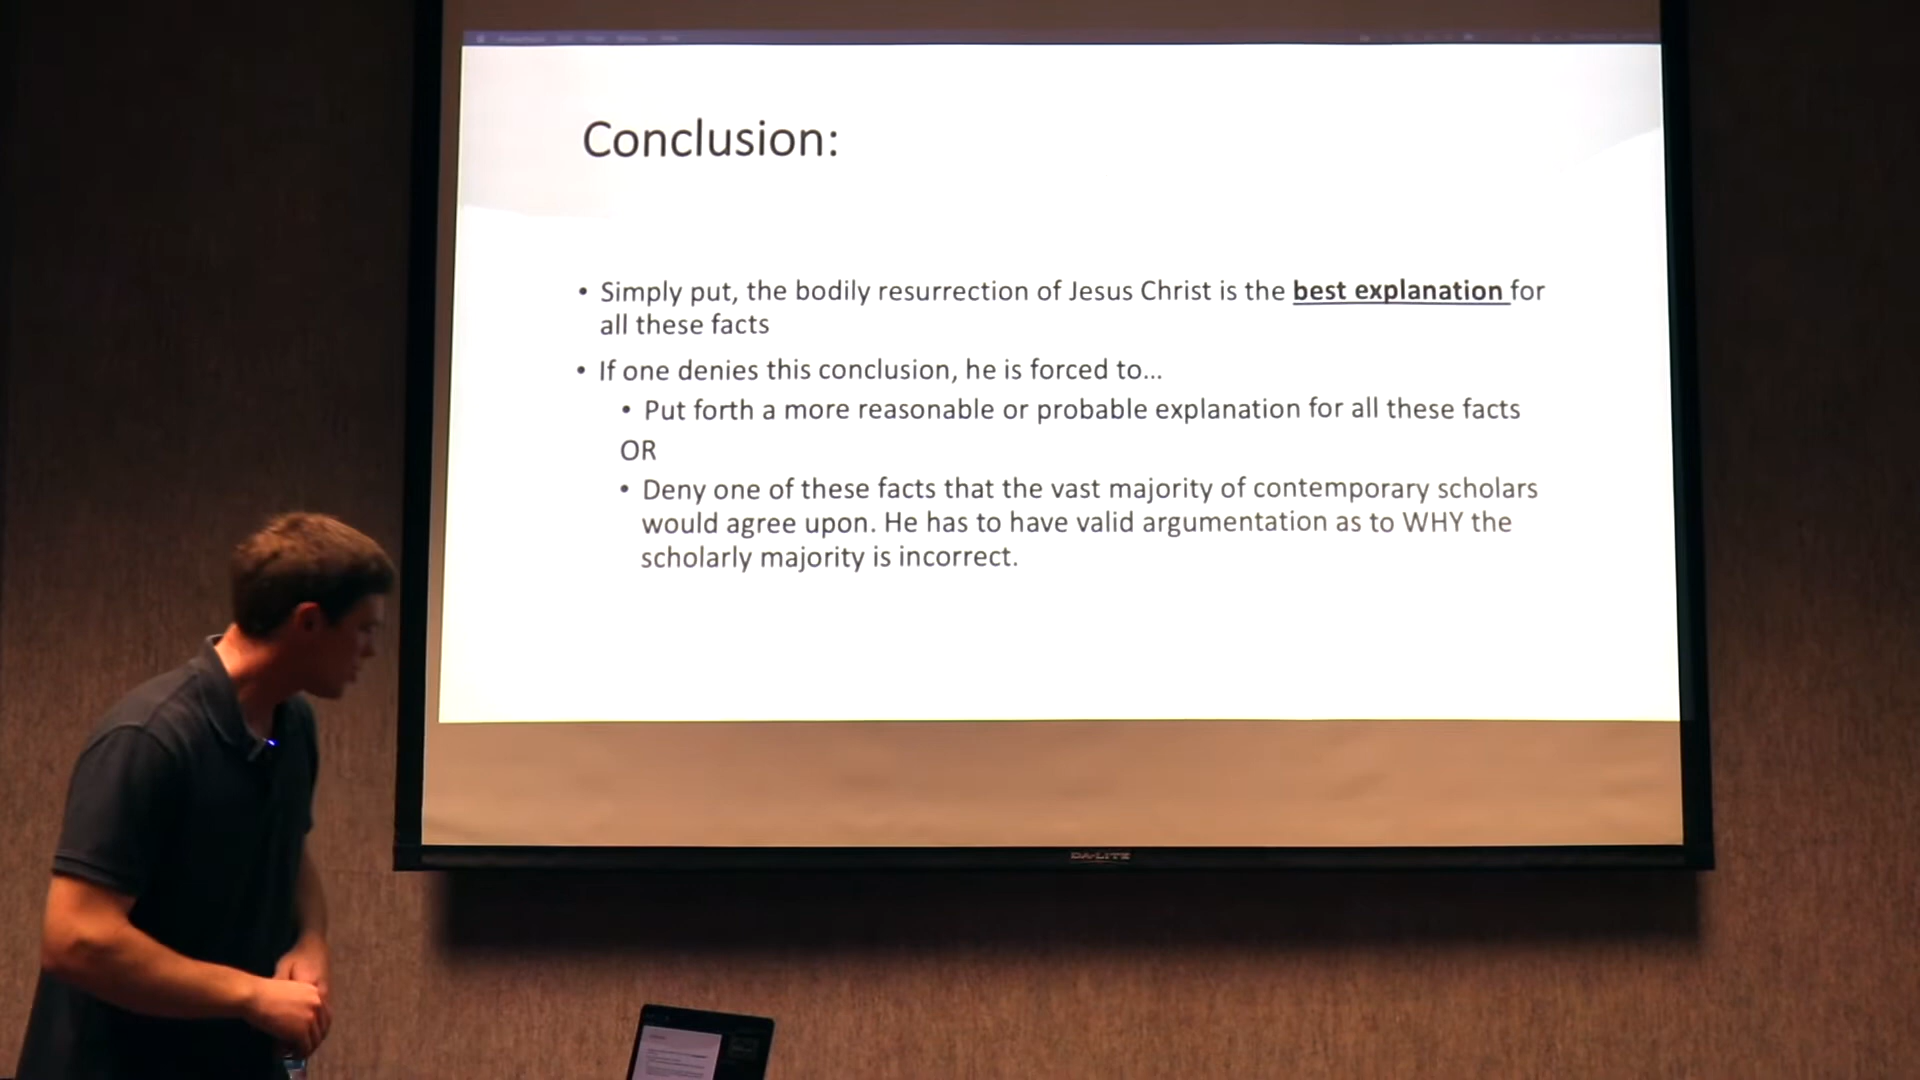 Conclusion:
• Simply put, the bodily resurrection of Jesus Christ is the best explanation for
all these facts
• If one denies this conclusion, he is forced to...
• Put forth a more reasonable or probable explanation for all these facts
OR
• Deny one of these facts that the vast majority of contemporary scholars
would agree upon. He has to have valid argumentation as to WHY the
scholarly majority is incorrect.
DA-LITE